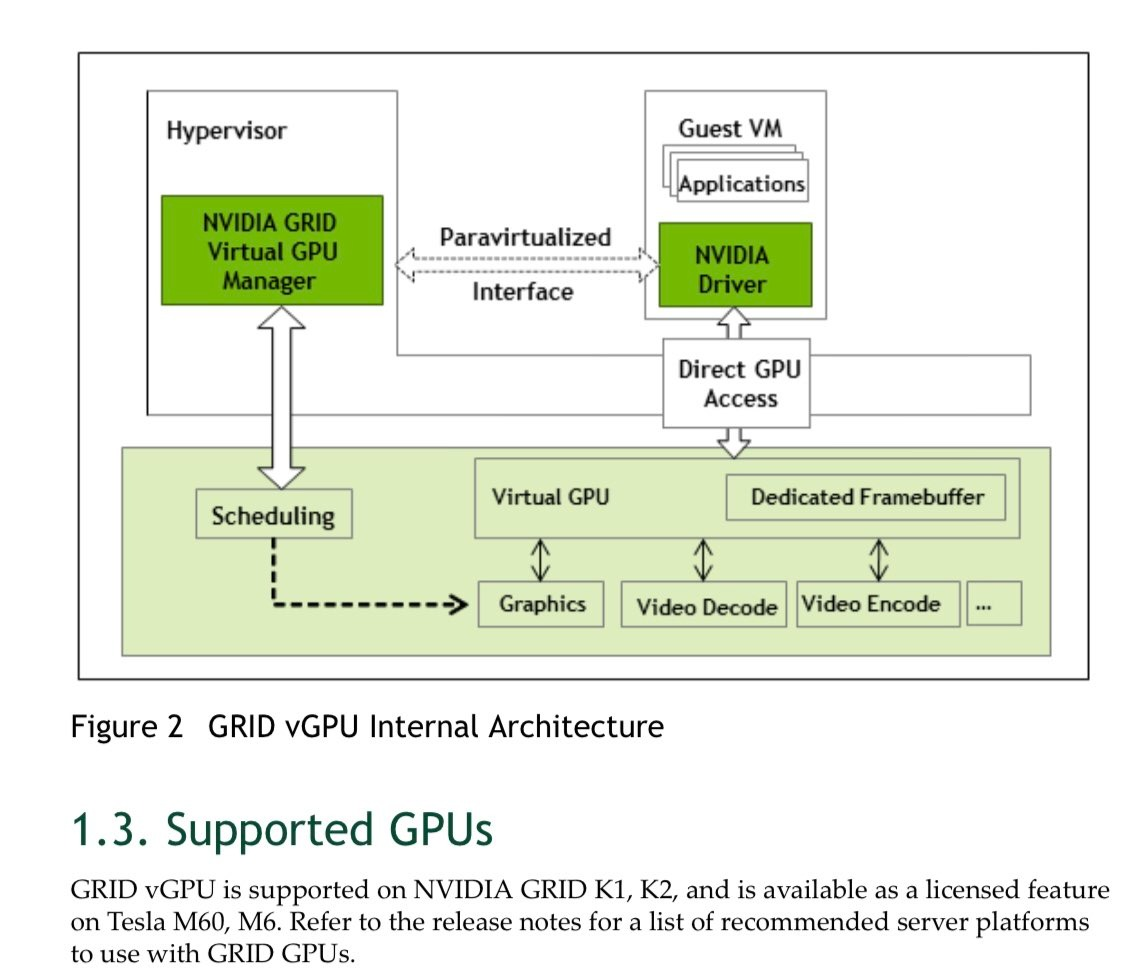 Hypervisor
Guest VM
Applications
NVIDIA GRID
Virtual GPU
Manager
Paravirtualized
Interface
NVIDIA
Driver
Direct GPU
Access
Scheduling
Virtual GPU
Dedicated Framebuffer
Graphics
Video Decode
Video Encode
...
Figure 2 GRID vGPU Internal Architecture
1.3. Supported GPUs
GRID vGPU is supported on NVIDIA GRID K1, K2, and is available as a licensed feature
on Tesla M60, M6. Refer to the release notes for a list of recommended server platforms
to use with GRID GPUs.